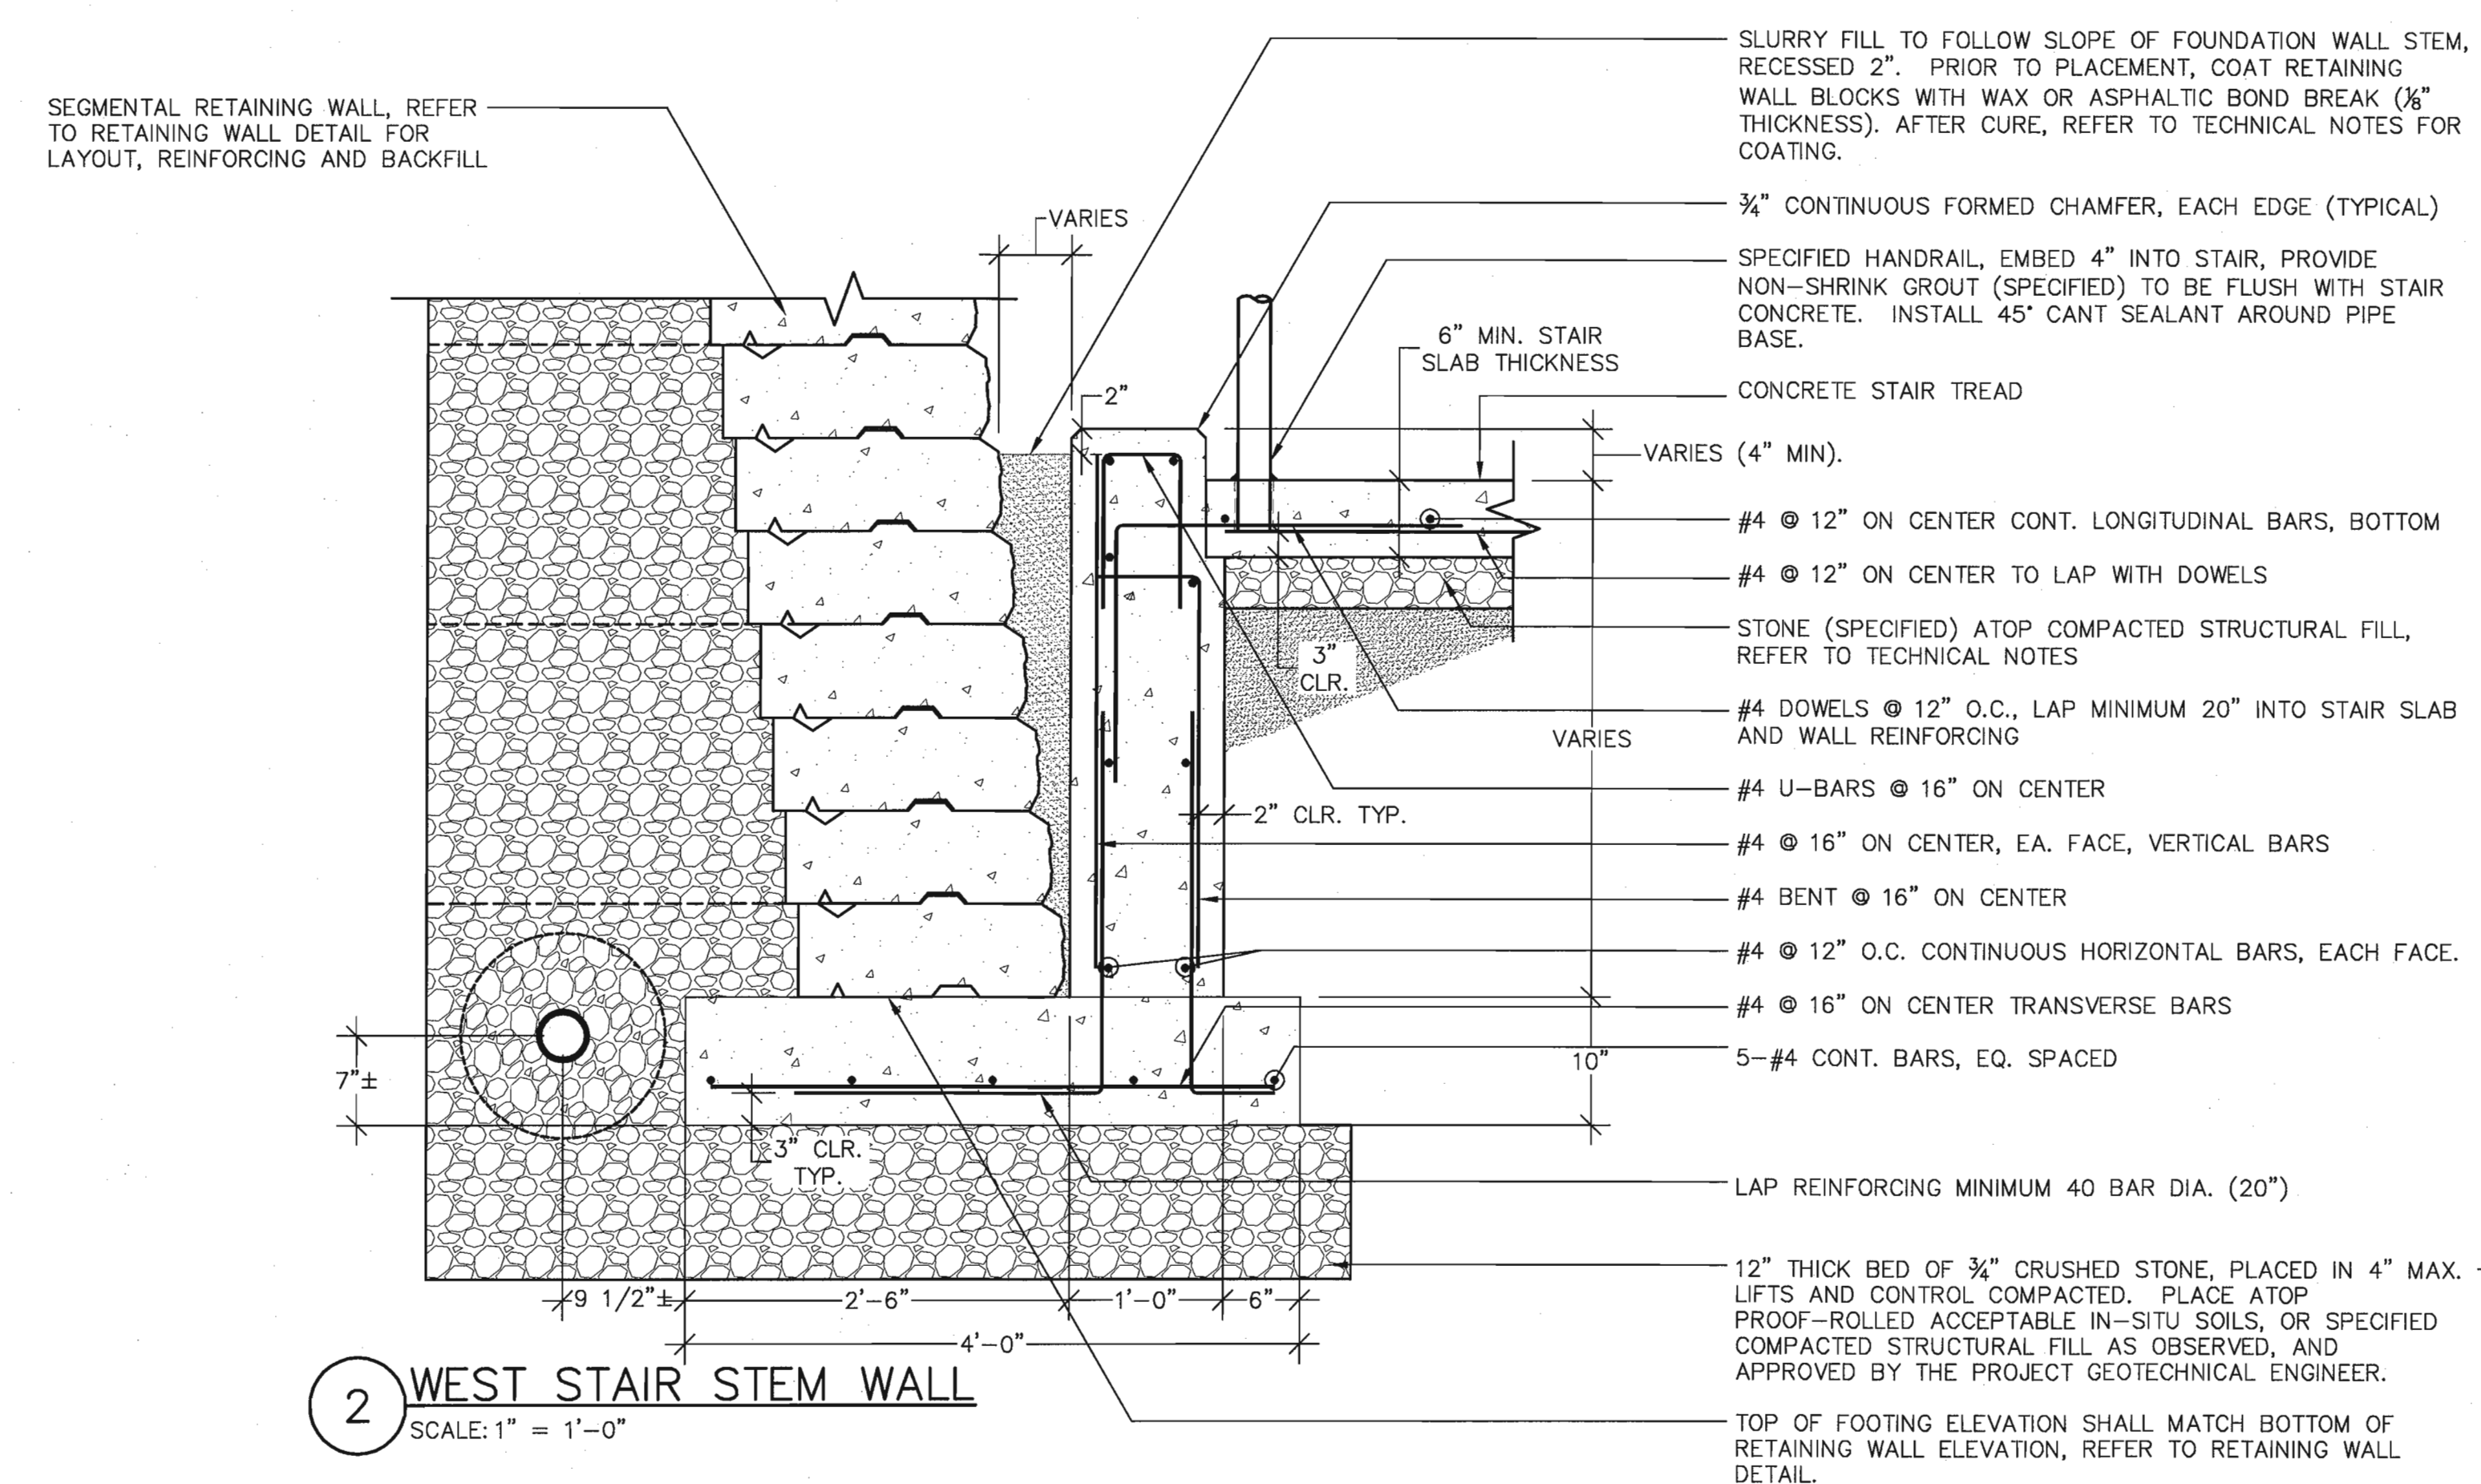 SEGMENTAL RETAINING WALL, REFER
TO RETAINING WALL DETAIL FOR
LAYOUT, REINFORCING AND BACKFILL
VARIES
2"
6" MIN. STAIR
SLAB THICKNESS
3"
CLR.
VARIES
2" CLR. TYP.
10"
7"±
3" CLR.
TYP.
9 1/2"±
2'-6"
1'-0"
6"
4'-0"
SLURRY FILL TO FOLLOW SLOPE OF FOUNDATION WALL STEM,
RECESSED 2". PRIOR TO PLACEMENT, COAT RETAINING
WALL BLOCKS WITH WAX OR ASPHALTIC BOND BREAK (⅛"
THICKNESS). AFTER CURE, REFER TO TECHNICAL NOTES FOR
COATING.
¾" CONTINUOUS FORMED CHAMFER, EACH EDGE (TYPICAL)
SPECIFIED HANDRAIL, EMBED 4" INTO STAIR, PROVIDE
NON-SHRINK GROUT (SPECIFIED) TO BE FLUSH WITH STAIR
CONCRETE. INSTALL 45° CANT SEALANT AROUND PIPE
BASE.
CONCRETE STAIR TREAD
VARIES (4" MIN).
#4 @ 12" ON CENTER CONT. LONGITUDINAL BARS, BOTTOM
#4 @ 12" ON CENTER TO LAP WITH DOWELS
STONE (SPECIFIED) ATOP COMPACTED STRUCTURAL FILL,
REFER TO TECHNICAL NOTES
#4 DOWELS @ 12" O.C., LAP MINIMUM 20" INTO STAIR SLAB
AND WALL REINFORCING
#4 U-BARS @ 16" ON CENTER
#4 @ 16" ON CENTER, EA. FACE, VERTICAL BARS
#4 BENT @ 16" ON CENTER
#4 @ 12" O.C. CONTINUOUS HORIZONTAL BARS, EACH FACE.
#4 @ 16" ON CENTER TRANSVERSE BARS
5-#4 CONT. BARS, EQ. SPACED
LAP REINFORCING MINIMUM 40 BAR DIA. (20")
12" THICK BED OF ¾" CRUSHED STONE, PLACED IN 4" MAX.
LIFTS AND CONTROL COMPACTED. PLACE ATOP
PROOF-ROLLED ACCEPTABLE IN-SITU SOILS, OR SPECIFIED
COMPACTED STRUCTURAL FILL AS OBSERVED, AND
APPROVED BY THE PROJECT GEOTECHNICAL ENGINEER.
TOP OF FOOTING ELEVATION SHALL MATCH BOTTOM OF
RETAINING WALL ELEVATION, REFER TO RETAINING WALL
DETAIL.
2
WEST STAIR STEM WALL
SCALE: 1" = 1'-0"